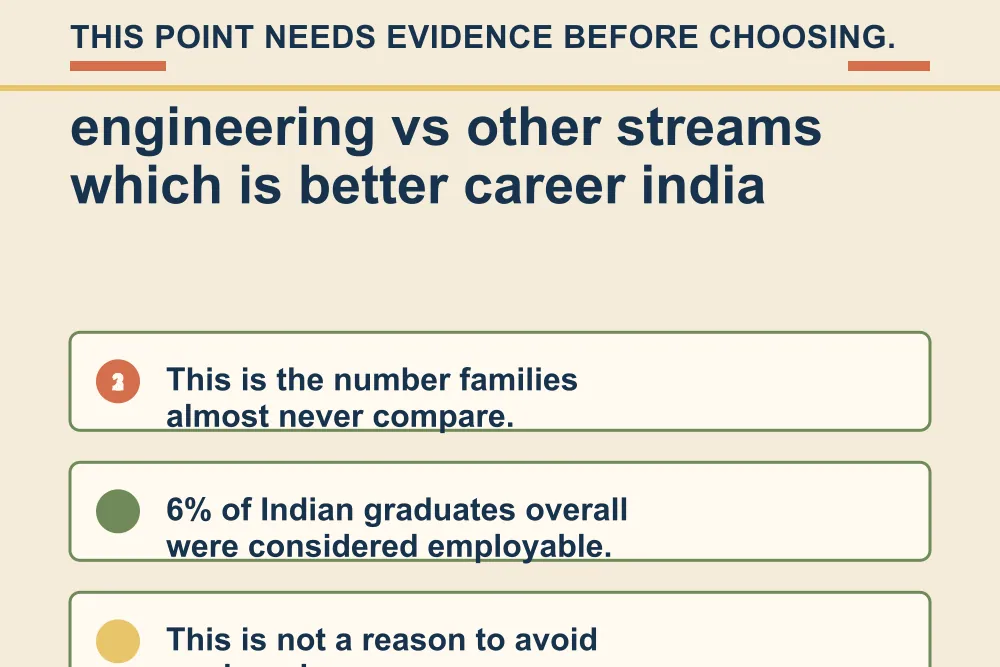 THIS POINT NEEDS EVIDENCE BEFORE CHOOSING.
engineering vs other streams
which is better career india
This is the number families
almost never compare.
6% of Indian graduates overall
were considered employable.
This is not a reason to avoid